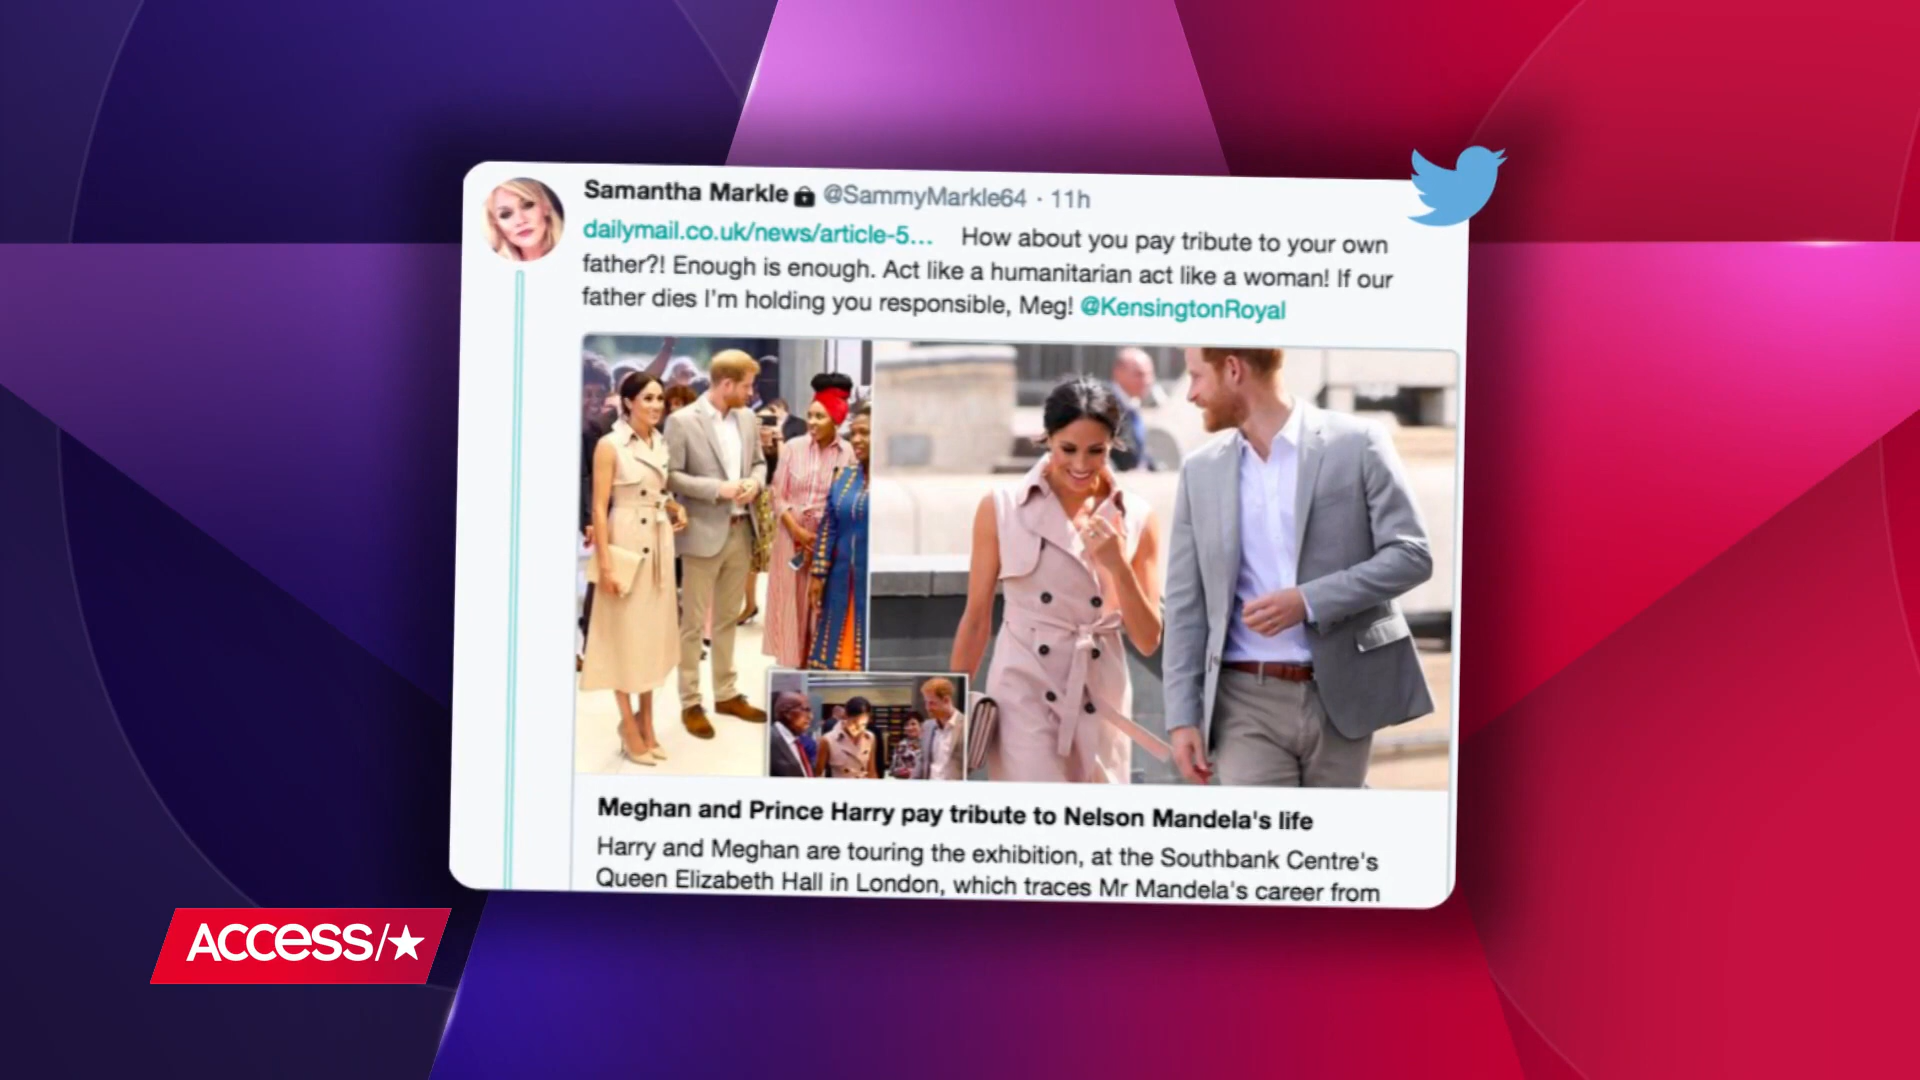 Samantha Markle @SammyMarkle64 · 11h
dailymail.co.uk/news/article-5... How about you pay tribute to your own
father?! Enough is enough. Act like a humanitarian act like a woman! If our
father dies I'm holding you responsible, Meg! @KensingtonRoyal
Meghan and Prince Harry pay tribute to Nelson Mandela's life
Harry and Meghan are touring the exhibition, at the Southbank Centre's
Queen Elizabeth Hall in London, which traces Mr Mandela's career from
ACCESS/